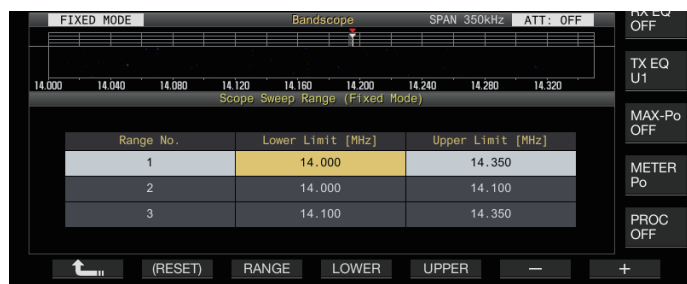 FIXED MODE Bandscope SPAN 350kHz ATT: OFF
RX EQ
OFF
14.000 14.040 14.080 14.120 14.160 14.200 14.240 14.280 14.320
TX EQ
U1
Scope Sweep Range (Fixed Mode)
MAX-Po
OFF
Range No. Lower Limit [MHz] Upper Limit [MHz]
1 14.000 14.350
METER
Po
2 14.000 14.100
3 14.100 14.350
PROC
OFF
(RESET) RANGE LOWER UPPER — +